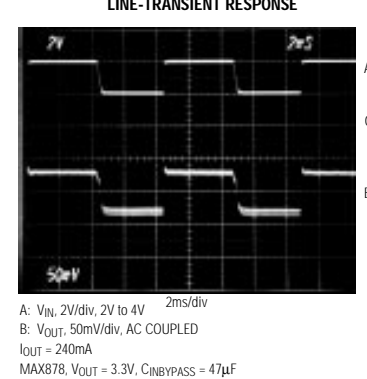 LINE-TRANSIENT RESPONSE
2V 2mS
A
B
50mV
2ms/div
A: VIN, 2V/div, 2V to 4V
B: VOUT, 50mV/div, AC COUPLED
IOUT = 240mA
MAX878, VOUT = 3.3V, CINBYPASS = 47µF